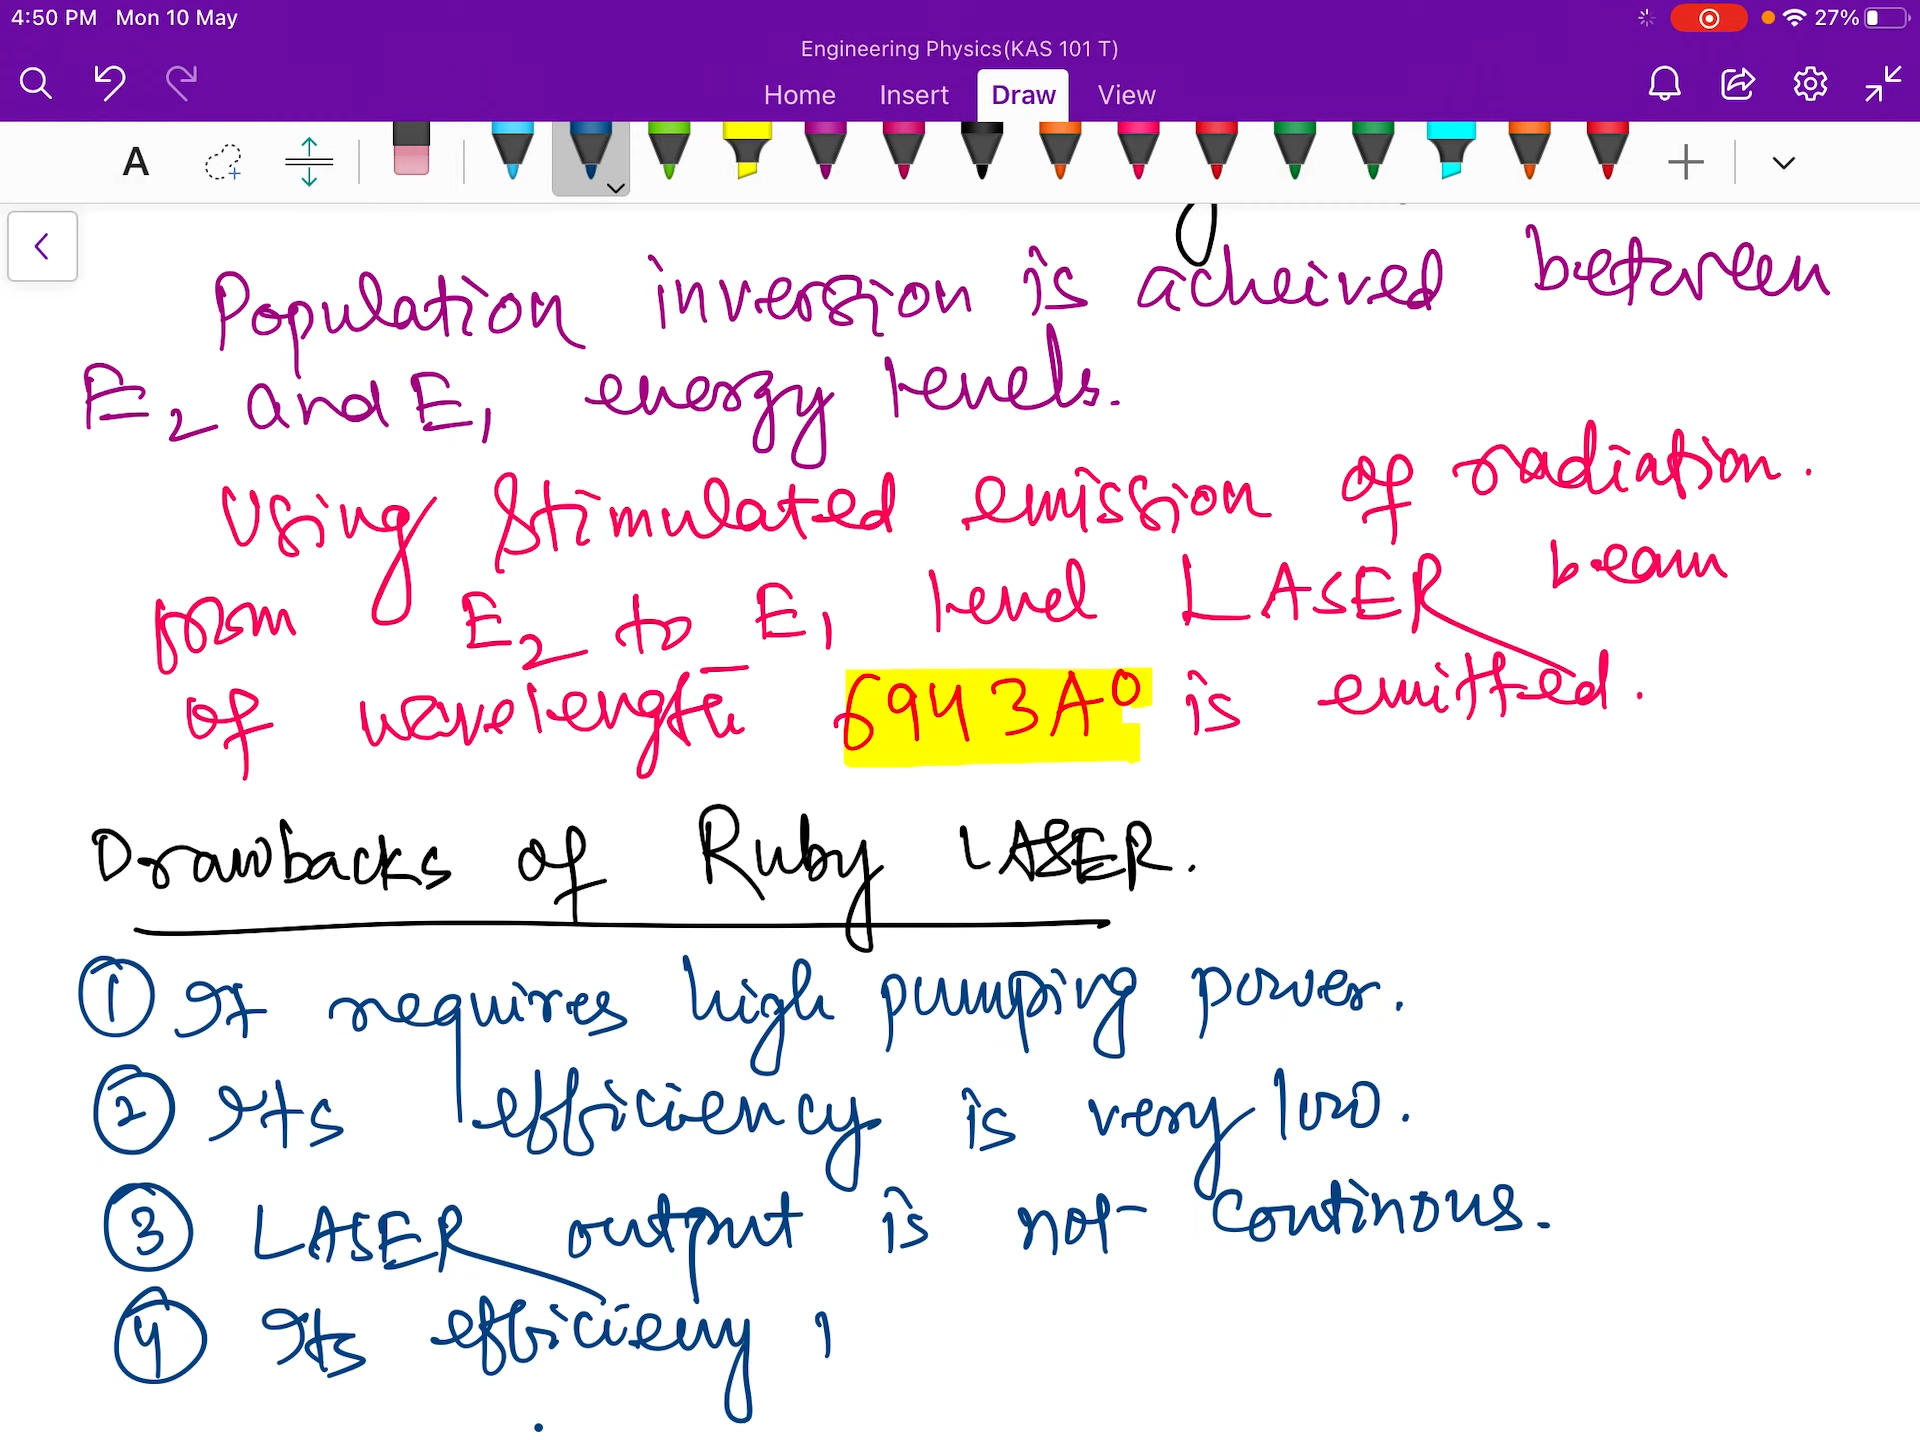 4:50 PM Mon 10 May 27%
Engineering Physics(KAS 101 T)
Home Insert Draw View
A
Population inversion is acheived between
E2 and E1 energy levels.
Using Stimulated emission of radiation.
from E2 to E1 level LASER beam
of wavelength 6943A° is emitted.
Drawbacks of Ruby LASER.
① It requires high pumping power.
② Its efficiency is very low.
③ LASER output is not continous.
④ Its efficieny